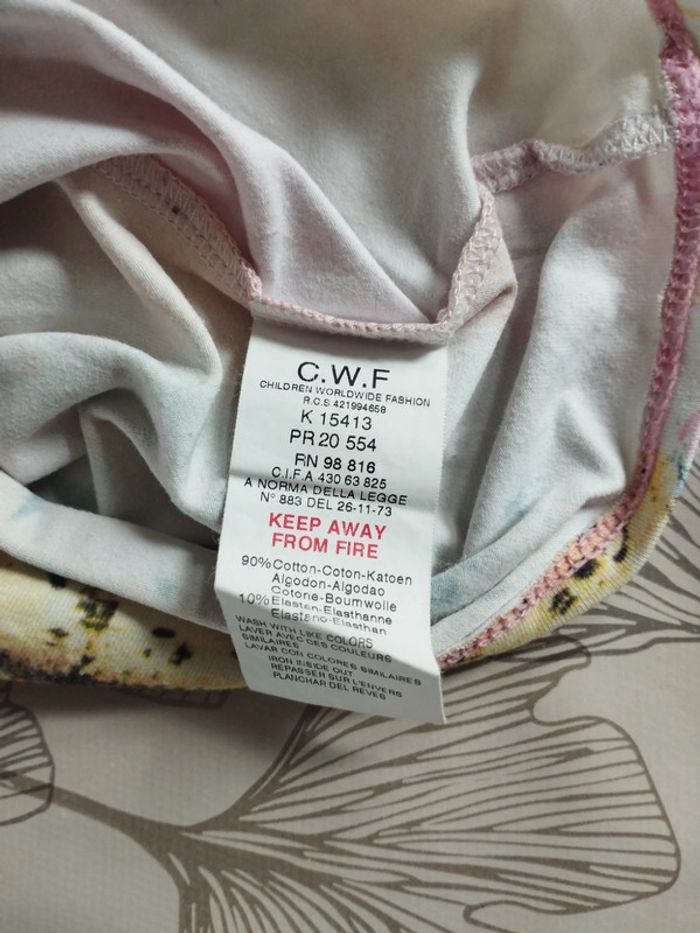 C.W.F
CHILDREN WORLDWIDE FASHION
R.C.S 421994658
K 15413
PR 20 554
RN 98 816
C.I.F.A 430 63 825
A NORMA DELLA LEGGE
N° 883 DEL 26-11-73
KEEP AWAY
FROM FIRE
90%Cotton-Coton-Katoen
Algodon-Algodao
Cotone-Boumwolle
10%Elastan-Elasthanne
Elastano-Elasthan
WASH WITH LIKE COLORS
LAVER AVEC DES COULEURS
SIMILAIRES
LAVAR CON COLORES SIMILAIRES
IRON INSIDE OUT
REPASSER SUR L'ENVERS
PLANCHAR DEL REVES